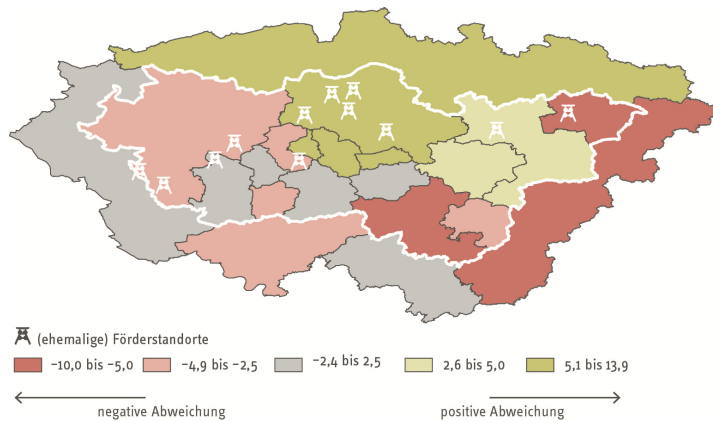 (ehemalige) Förderstandorte
−10,0 bis −5,0
−4,9 bis −2,5
−2,4 bis 2,5
2,6 bis 5,0
5,1 bis 13,9
negative Abweichung
positive Abweichung